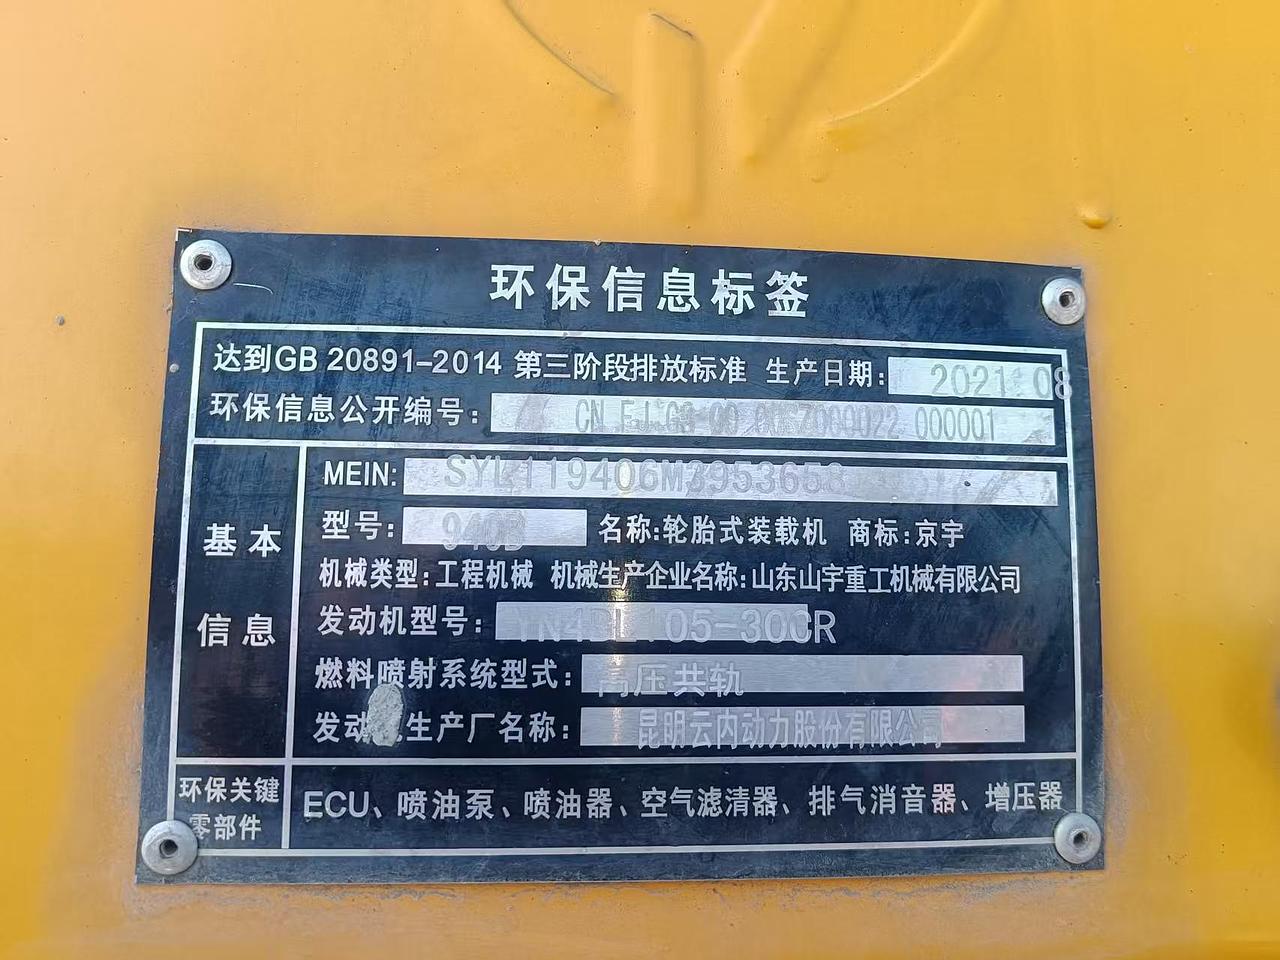 环保信息标签
达到GB 20891-2014 第三阶段排放标准 生产日期: 2021 08
环保信息公开编号: CN FJ G3 00 000022 000001
MEIN: SYL119406M3953658
基本信息
型号: 940B 名称:轮胎式装载机 商标:京宇
机械类型:工程机械 机械生产企业名称:山东山宇重工机械有限公司
发动机型号: 105-30CR
燃料喷射系统型式: 高压共轨
发动 生产厂名称: 昆明云内动力股份有限公司
环保关键零部件
ECU、喷油泵、喷油器、空气滤清器、排气消音器、增压器